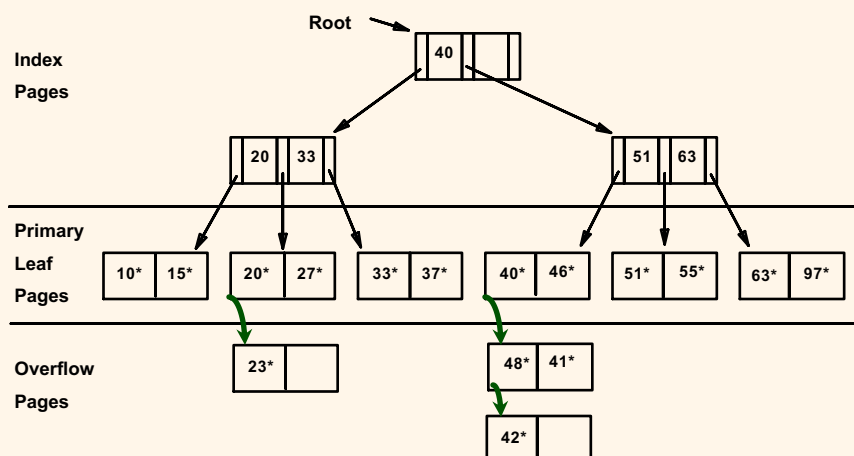 Root
40
Index
Pages
20 33
51 63
Primary
Leaf
Pages
10* 15*
20* 27*
33* 37*
40* 46*
51* 55*
63* 97*
Overflow
Pages
23*
48* 41*
42*